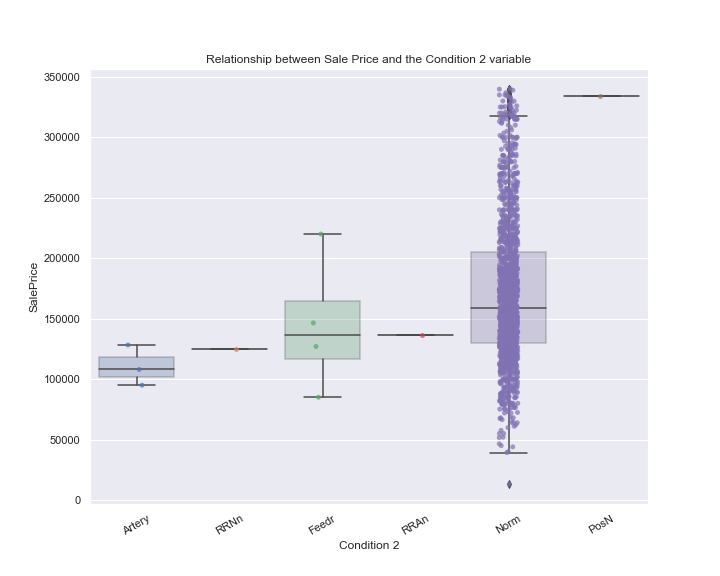 Relationship between Sale Price and the Condition 2 variable
350000
300000
250000
200000
150000
100000
50000
0
SalePrice
Artery
RRNn
Feedr
RRAn
Norm
PosN
Condition 2